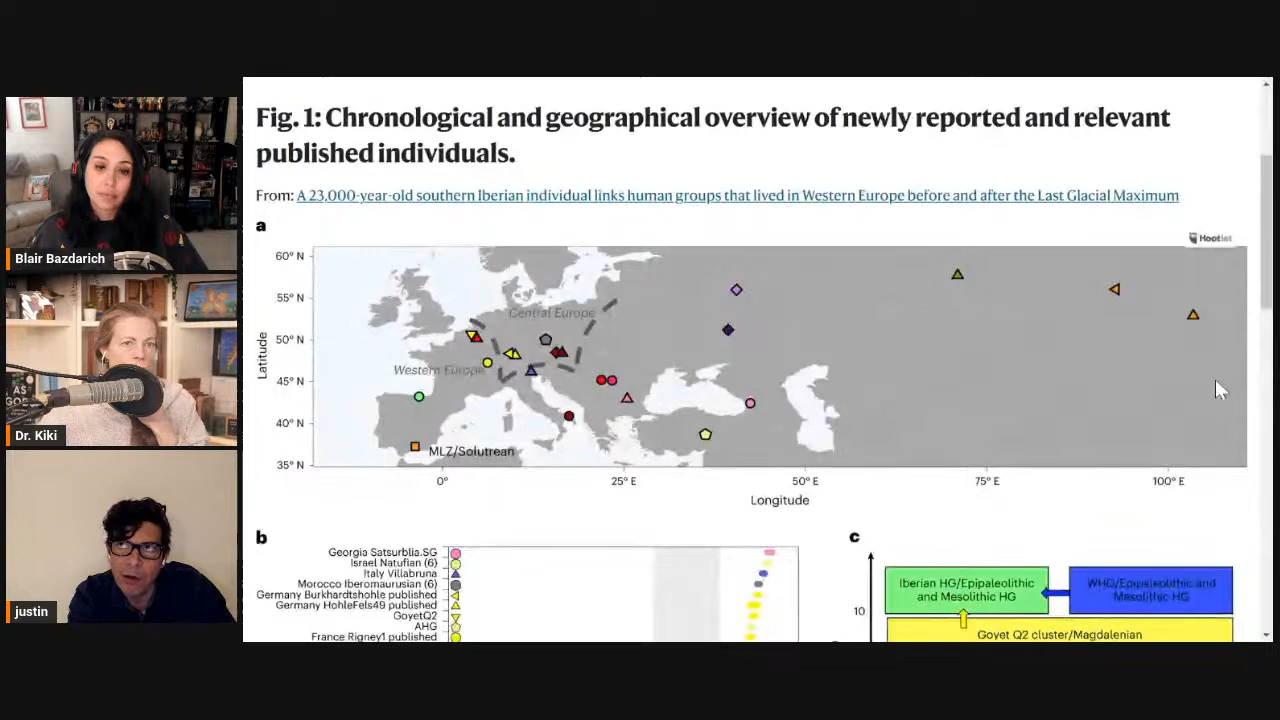 Blair Bazdarich
Dr. Kiki
justin
Fig. 1: Chronological and geographical overview of newly reported and relevant
published individuals.
From: A 23,000-year-old southern Iberian individual links human groups that lived in Western Europe before and after the Last Glacial Maximum
a
Hootlet
60° N
55° N
50° N
45° N
40° N
35° N
Latitude
Central Europe
Western Europe
MLZ/Solutrean
0°
25° E
50° E
75° E
100° E
Longitude
b
Georgia Satsurblia.SG
Israel Natufian (6)
Italy Villabruna
Morocco Iberomaurusian (6)
Germany Burkhardtshohle published
Germany HohleFels49 published
GoyetQ2
AHG
France Rigney1 published
c
10
Iberian HG/Epipaleolithic
and Mesolithic HG
WHG/Epipaleolithic and
Mesolithic HG
Goyet Q2 cluster/Magdalenian